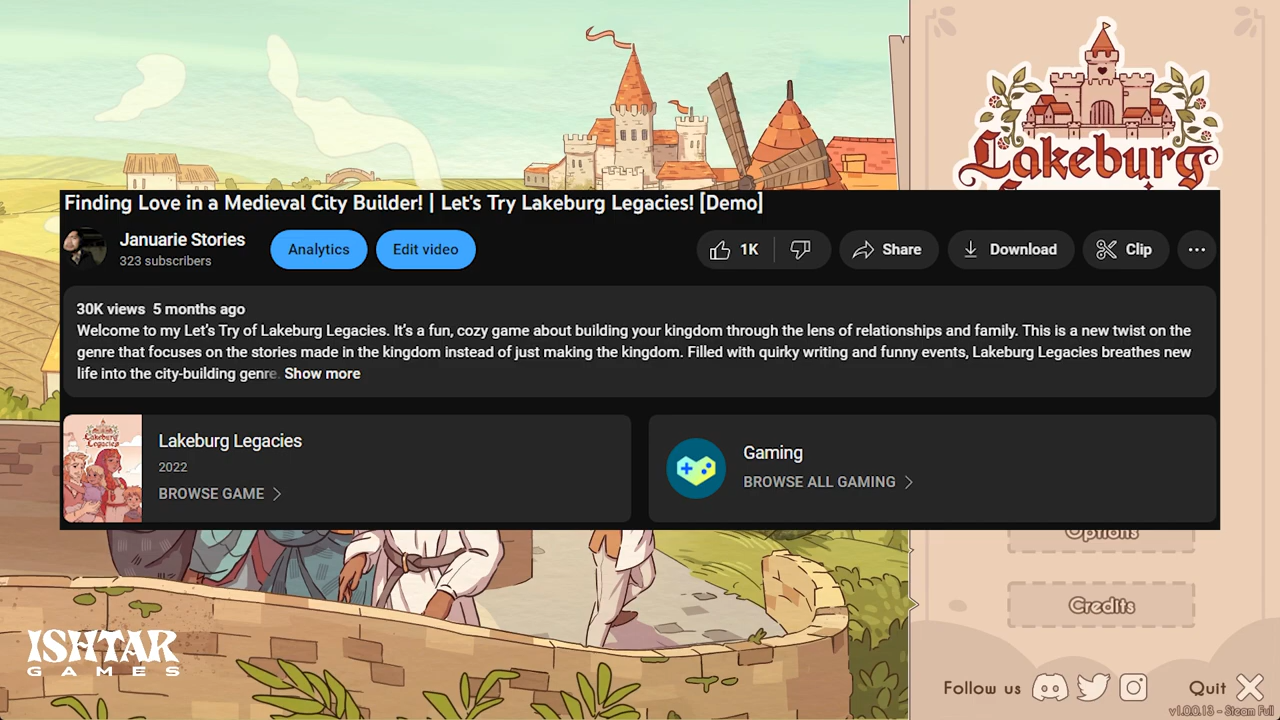 Lakeburg
Finding Love in a Medieval City Builder! | Let's Try Lakeburg Legacies! [Demo]
Januarie Stories
323 subscribers
Analytics
Edit video
1K
Share
Download
Clip
30K views 5 months ago
Welcome to my Let's Try of Lakeburg Legacies. It's a fun, cozy game about building your kingdom through the lens of relationships and family. This is a new twist on the
genre that focuses on the stories made in the kingdom instead of just making the kingdom. Filled with quirky writing and funny events, Lakeburg Legacies breathes new
life into the city-building genre. Show more
Lakeburg Legacies
Lakeburg Legacies
2022
BROWSE GAME
Gaming
BROWSE ALL GAMING
Options
Credits
ISHTAR
GAMES
Follow us
Quit
v1.0.0.13 - Steam Full